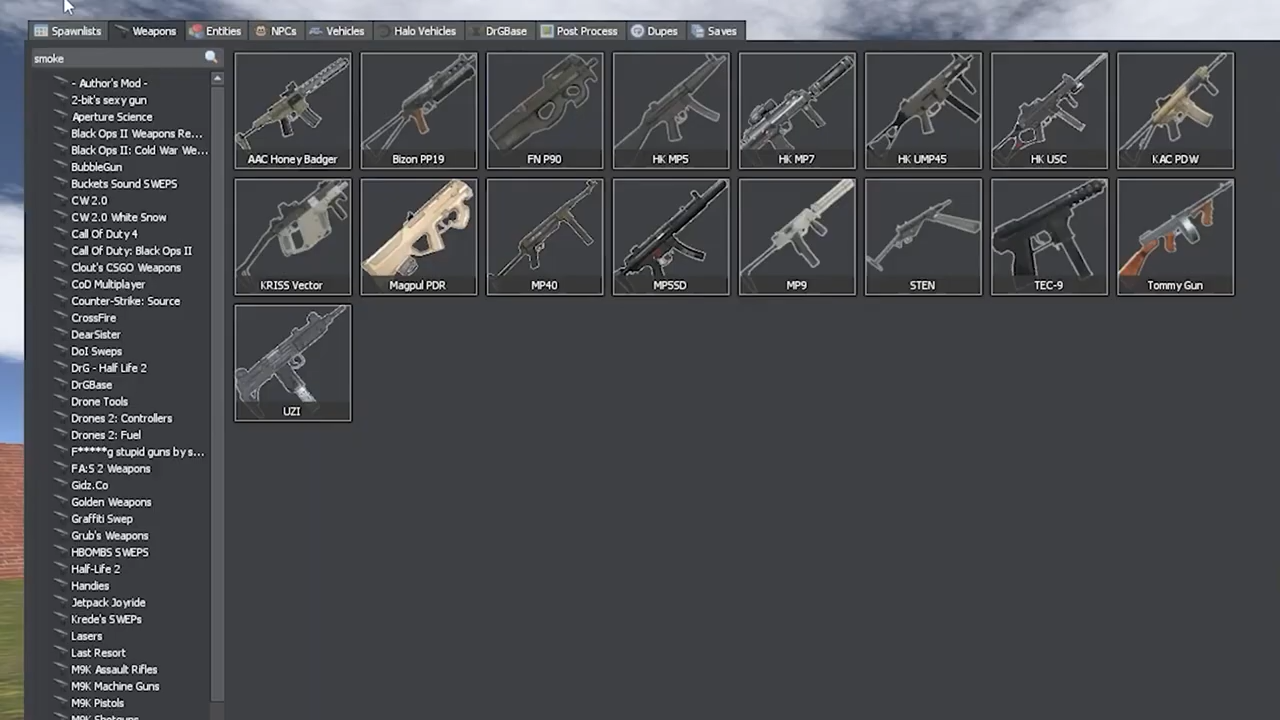 Spawnlists Weapons Entities NPCs Vehicles Halo Vehicles DrGBase Post Process Dupes Saves
smoke
- Author's Mod -
2-bit's sexy gun
Aperture Science
Black Ops II Weapons Re...
Black Ops II: Cold War We...
BubbleGun
Buckets Sound SWEPS
CW 2.0
CW 2.0 White Snow
Call Of Duty 4
Call Of Duty: Black Ops II
Clout's CSGO Weapons
CoD Multiplayer
Counter-Strike: Source
CrossFire
DearSister
DoI Sweps
DrG - Half Life 2
DrGBase
Drone Tools
Drones 2: Controllers
Drones 2: Fuel
F*****g stupid guns by s...
FA:S 2 Weapons
Gidz.Co
Golden Weapons
Graffiti Swep
Grub's Weapons
HBOMBS SWEPS
Half-Life 2
Handies
Jetpack Joyride
Krede's SWEPs
Lasers
Last Resort
M9K Assault Rifles
M9K Machine Guns
M9K Pistols
M9K Shotguns
AAC Honey Badger Bizon PP19 FN P90 HK MP5 HK MP7 HK UMP45 HK USC KAC PDW
KRISS Vector Magpul PDR MP40 MP5SD MP9 STEN TEC-9 Tommy Gun
UZI